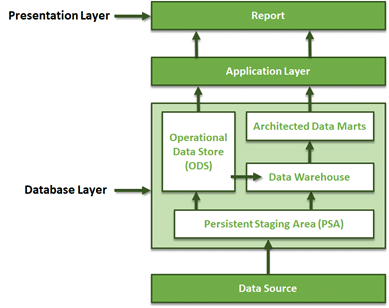 Presentation Layer
Report
Application Layer
Operational
Data Store
(ODS)
Architected Data Marts
Database Layer
Data Warehouse
Persistent Staging Area (PSA)
Data Source